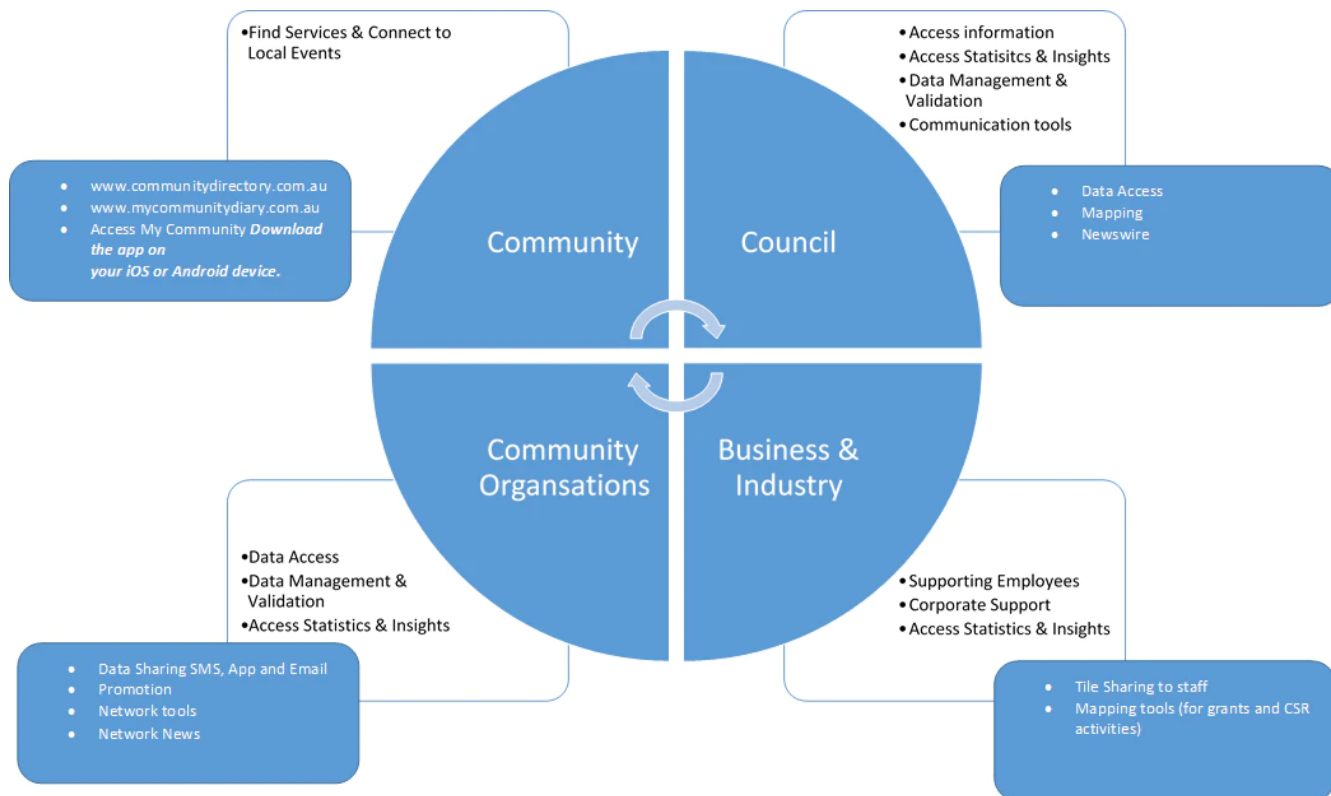 •Find Services & Connect to
Local Events
• www.communitydirectory.com.au
• www.mycommunitydiary.com.au
• Access My Community Download
the app on
your iOS or Android device.
Community
•Access information
•Access Statisitcs & Insights
•Data Management &
Validation
•Communication tools
• Data Access
• Mapping
• Newswire
Council
Community
Organsations
•Data Access
•Data Management &
Validation
•Access Statistics & Insights
• Data Sharing SMS, App and Email
• Promotion
• Network tools
• Network News
Business &
Industry
•Supporting Employees
•Corporate Support
•Access Statistics & Insights
• Tile Sharing to staff
• Mapping tools (for grants and CSR
activities)